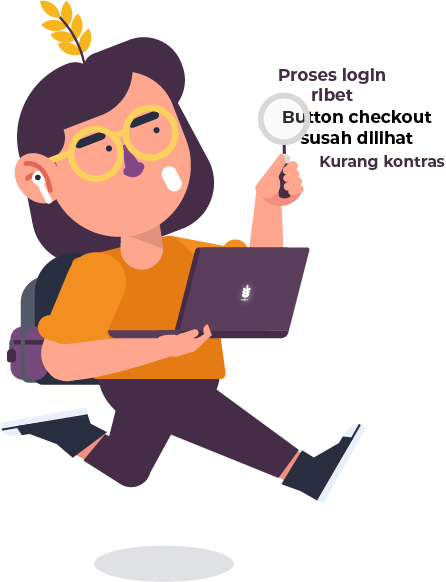 Proses login
ribet
Button checkout
susah dilihat
Kurang kontras